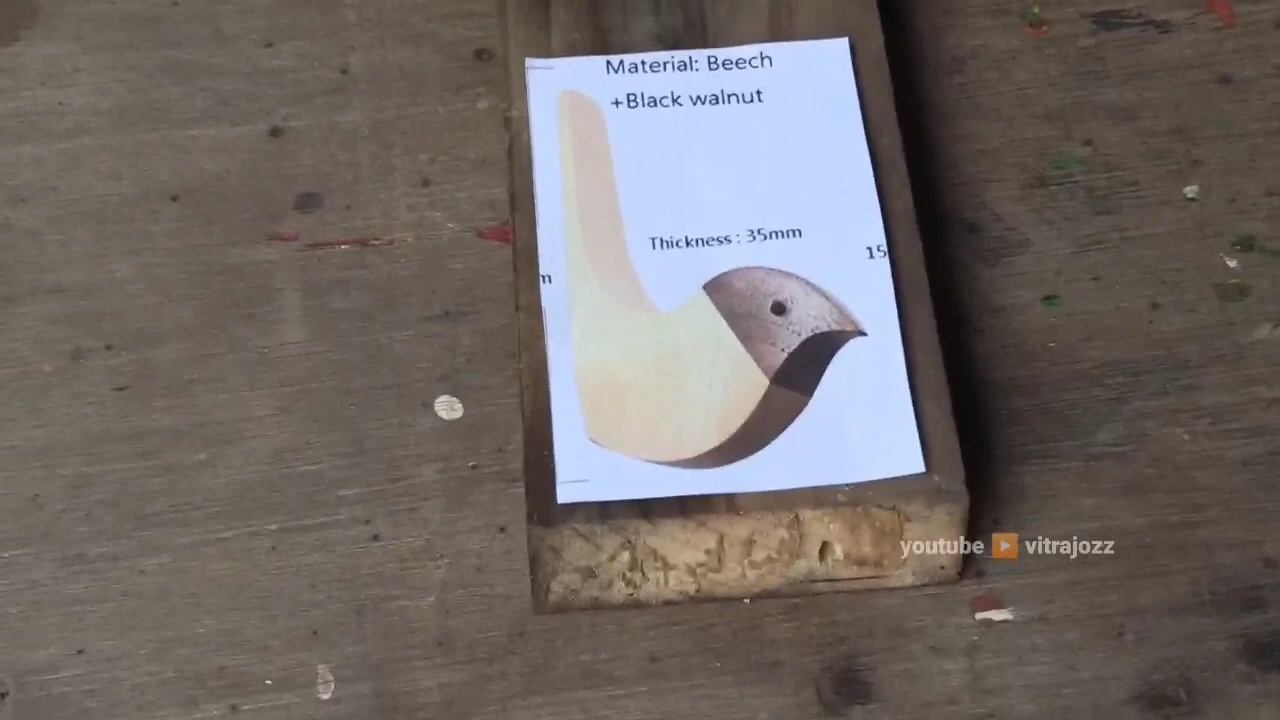 Material: Beech
+Black walnut
Thickness : 35mm
15
m
youtube vitrajozz